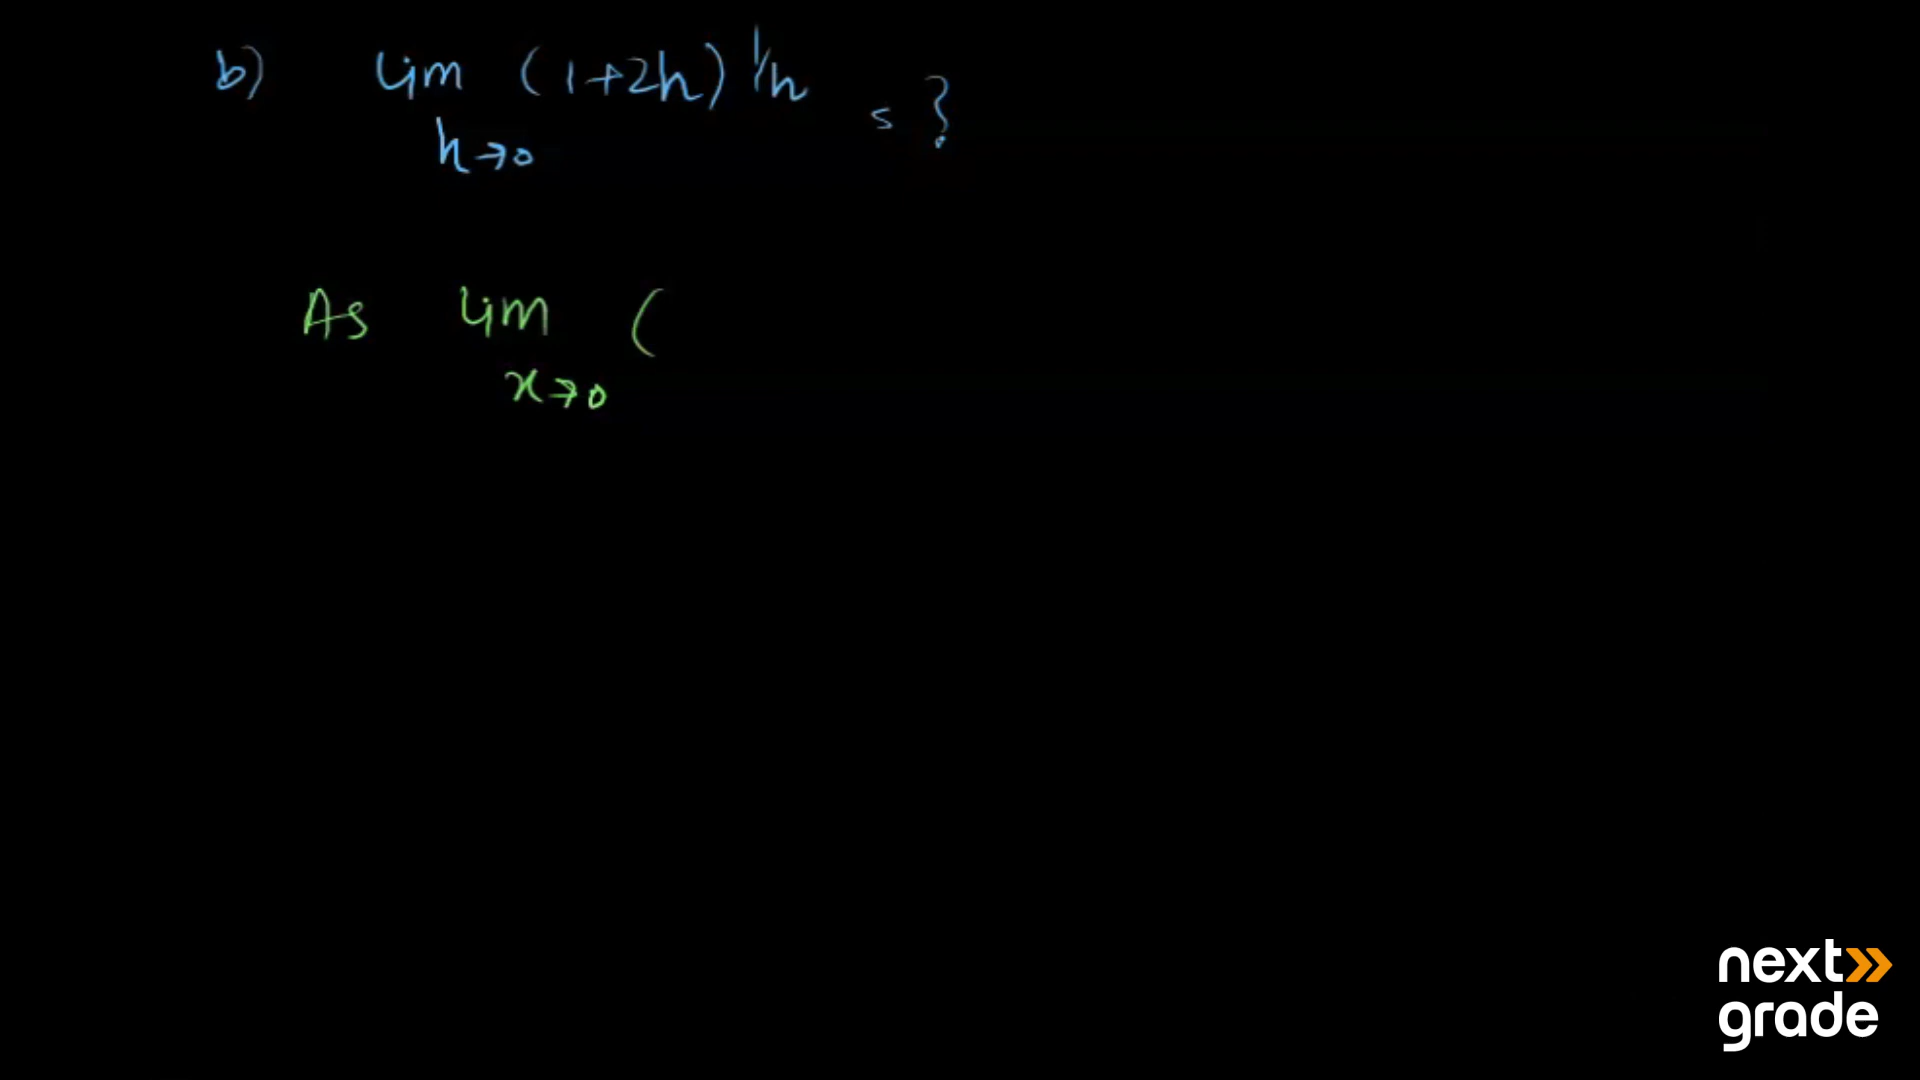 b) lim (1+2h)^1/h = ?
h→0
As lim (
x→0
next
grade